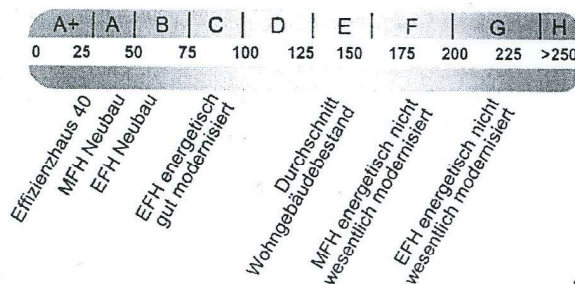 A+ A B C D E F G H
0 25 50 75 100 125 150 175 200 225 >250
Effizienzhaus 40
MFH Neubau
EFH Neubau
EFH energetisch
gut modernisiert
Durchschnitt
Wohngebäudebestand
MFH energetisch nicht
wesentlich modernisiert
EFH energetisch nicht
wesentlich modernisiert